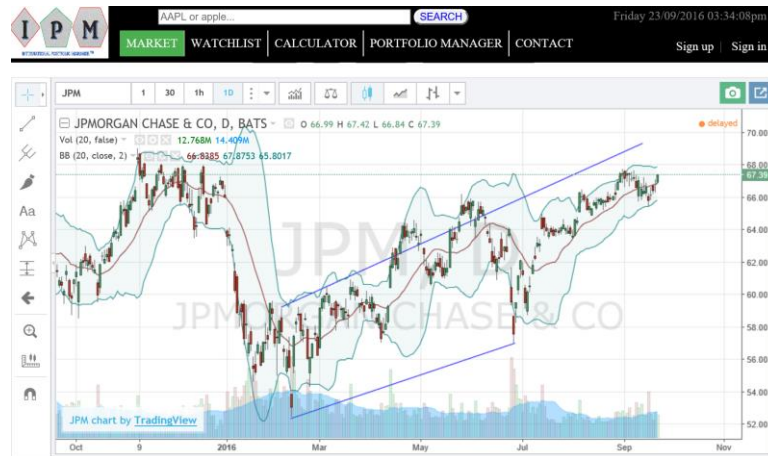 AAPL or apple...
SEARCH
Friday 23/09/2016 03:34:08pm
I P M
MARKET
WATCHLIST
CALCULATOR
PORTFOLIO MANAGER
CONTACT
Sign up
Sign in
JPM
1
30
1h
1D
JPMORGAN CHASE & CO, D, BATS
O 66.99 H 67.42 L 66.84 C 67.39
delayed
Vol (20, false)
12.768M 14.409M
BB (20, close, 2)
66.8385 67.8753 65.8017
Aa
JPM, D
JPMORGAN CHASE & CO
70.00
68.00
67.39
66.00
64.00
62.00
60.00
58.00
56.00
54.00
52.00
JPM chart by TradingView
Oct
9
2016
Mar
May
Jul
Sep
Nov